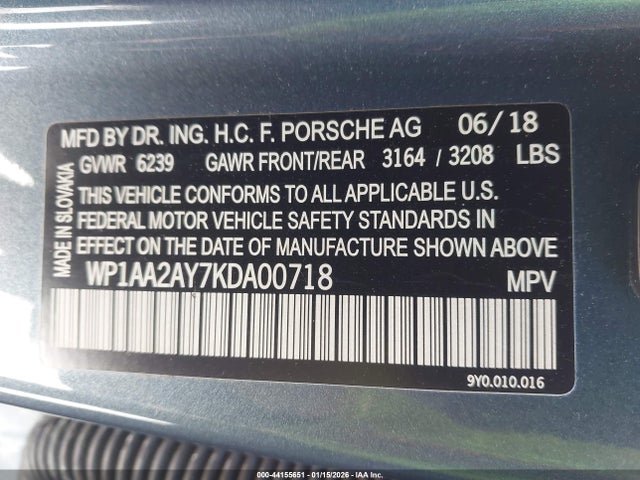 MFD BY DR. ING. H.C. F. PORSCHE AG 06/18
GVWR 6239 GAWR FRONT/REAR 3164 / 3208 LBS
THIS VEHICLE CONFORMS TO ALL APPLICABLE U.S.
FEDERAL MOTOR VEHICLE SAFETY STANDARDS IN
EFFECT ON THE DATE OF MANUFACTURE SHOWN ABOVE
WP1AA2AY7KDA00718 MPV
9Y0.010.016
MADE IN SLOVAKIA
000-44155651 - 01/15/2026 - IAA Inc.